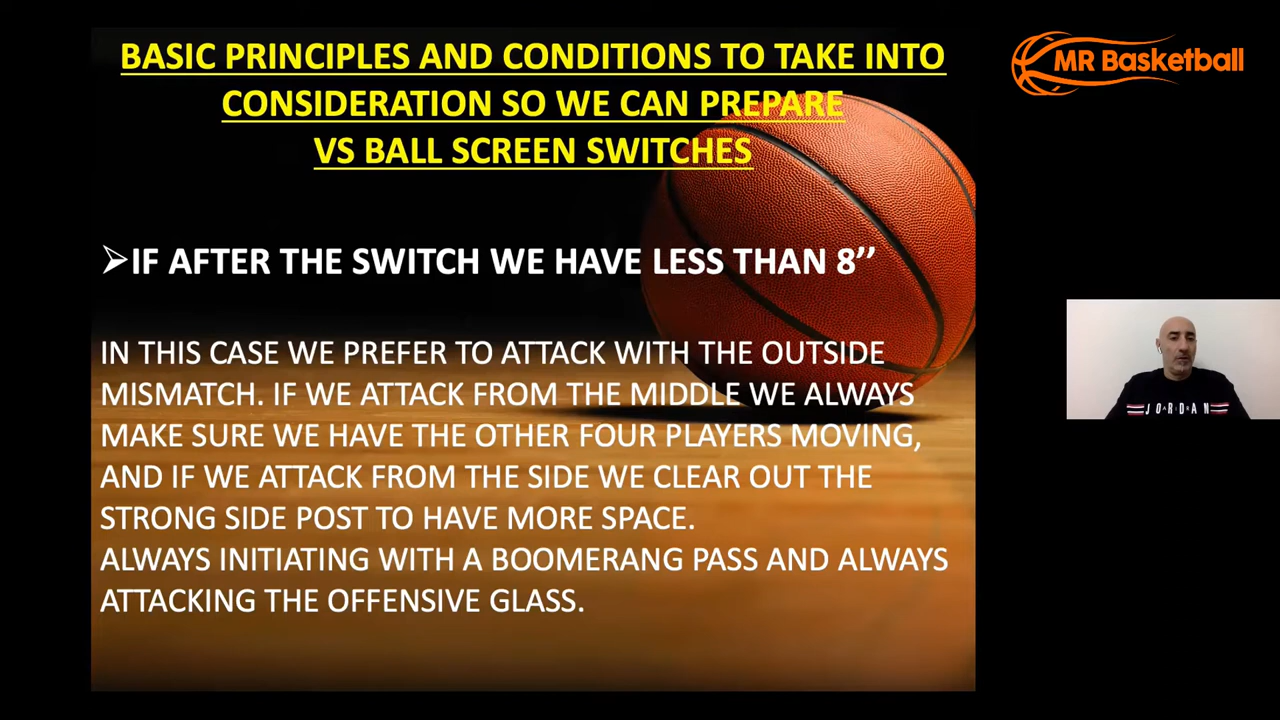 BASIC PRINCIPLES AND CONDITIONS TO TAKE INTO
CONSIDERATION SO WE CAN PREPARE
VS BALL SCREEN SWITCHES
MR Basketball
➢IF AFTER THE SWITCH WE HAVE LESS THAN 8’’
IN THIS CASE WE PREFER TO ATTACK WITH THE OUTSIDE
MISMATCH. IF WE ATTACK FROM THE MIDDLE WE ALWAYS
MAKE SURE WE HAVE THE OTHER FOUR PLAYERS MOVING,
AND IF WE ATTACK FROM THE SIDE WE CLEAR OUT THE
STRONG SIDE POST TO HAVE MORE SPACE.
ALWAYS INITIATING WITH A BOOMERANG PASS AND ALWAYS
ATTACKING THE OFFENSIVE GLASS.
JORDAN